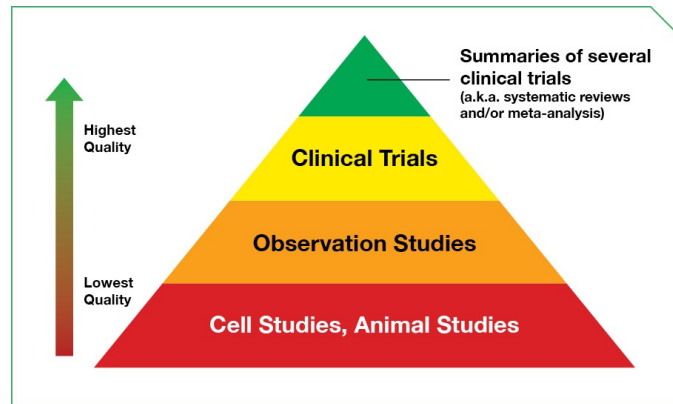 Summaries of several
clinical trials
(a.k.a. systematic reviews
and/or meta-analysis)
Highest
Quality
Clinical Trials
Observation Studies
Lowest
Quality
Cell Studies, Animal Studies